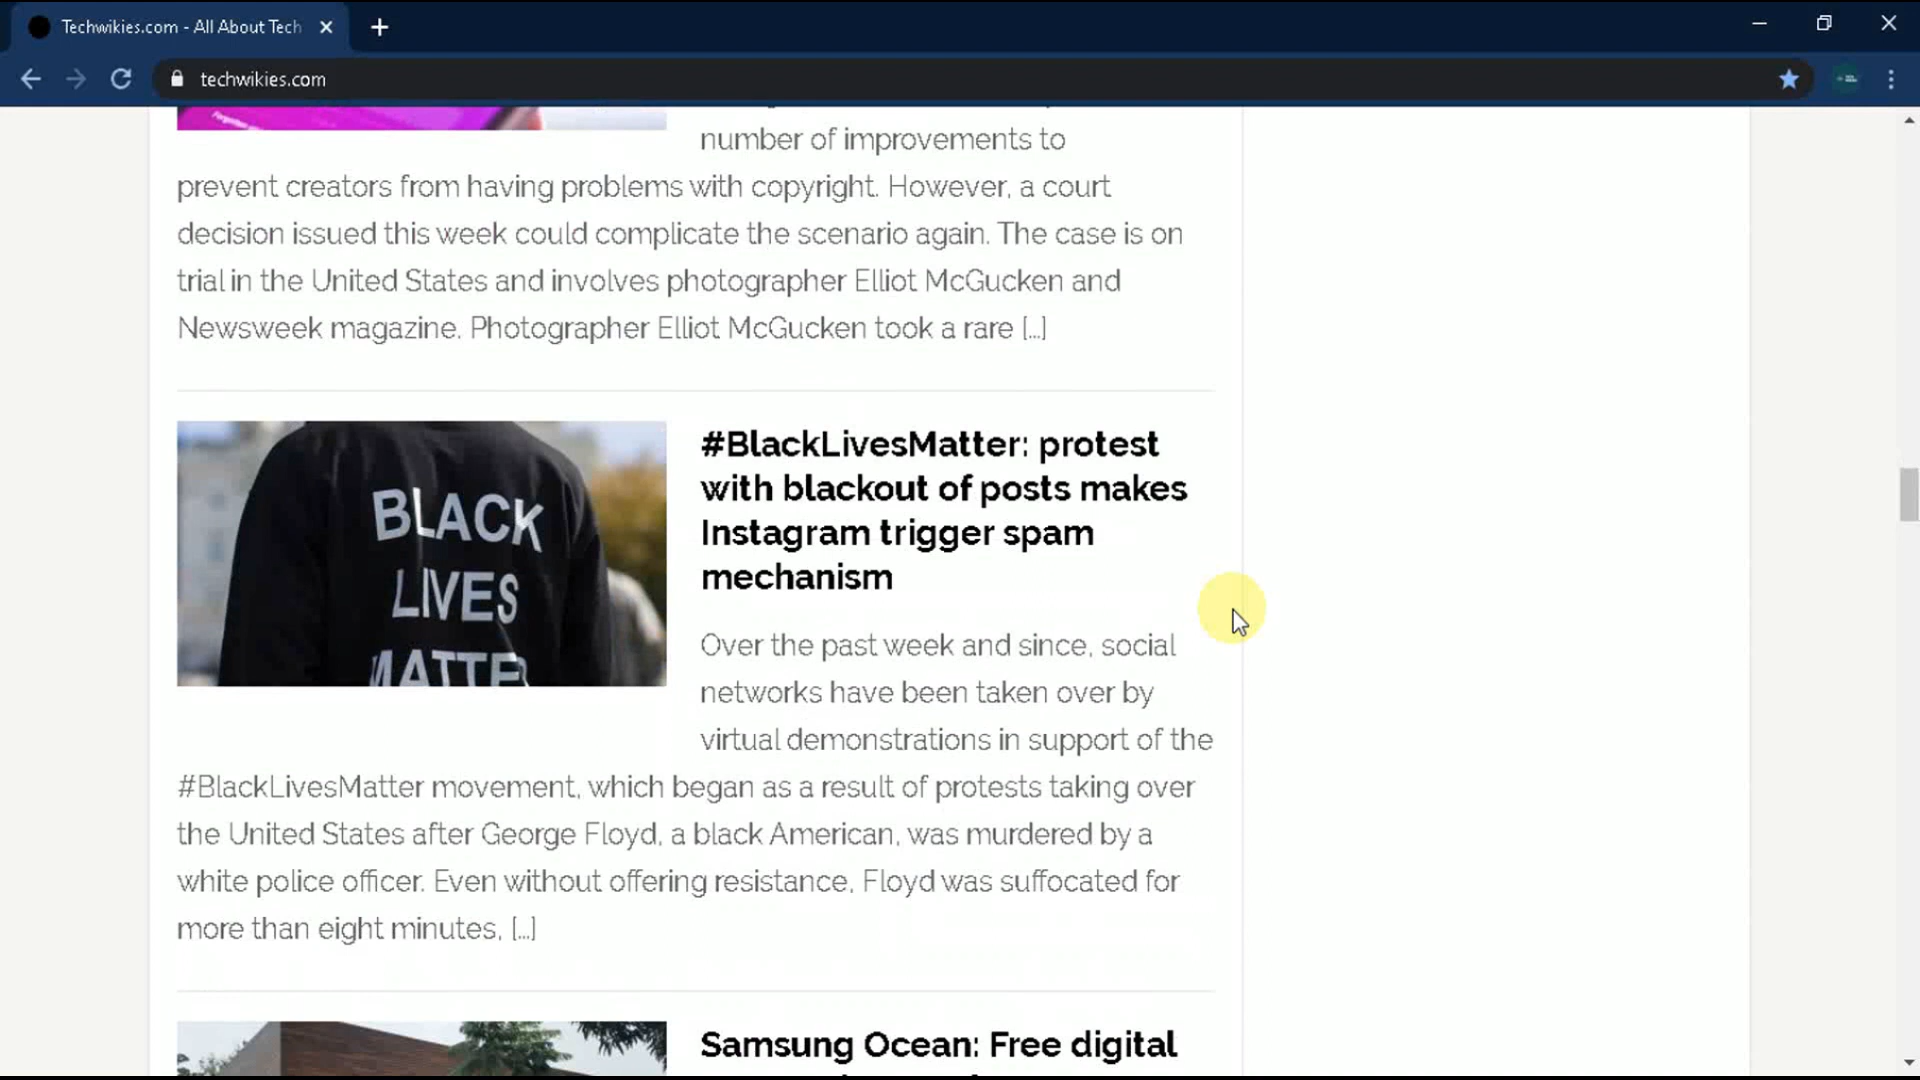 Techwikies.com - All About Tech
techwikies.com
number of improvements to
prevent creators from having problems with copyright. However, a court
decision issued this week could complicate the scenario again. The case is on
trial in the United States and involves photographer Elliot McGucken and
Newsweek magazine. Photographer Elliot McGucken took a rare [...]
BLACK
LIVES
MATTER
#BlackLivesMatter: protest
with blackout of posts makes
Instagram trigger spam
mechanism
Over the past week and since, social
networks have been taken over by
virtual demonstrations in support of the
#BlackLivesMatter movement, which began as a result of protests taking over
the United States after George Floyd, a black American, was murdered by a
white police officer. Even without offering resistance, Floyd was suffocated for
more than eight minutes, [...]
Samsung Ocean: Free digital